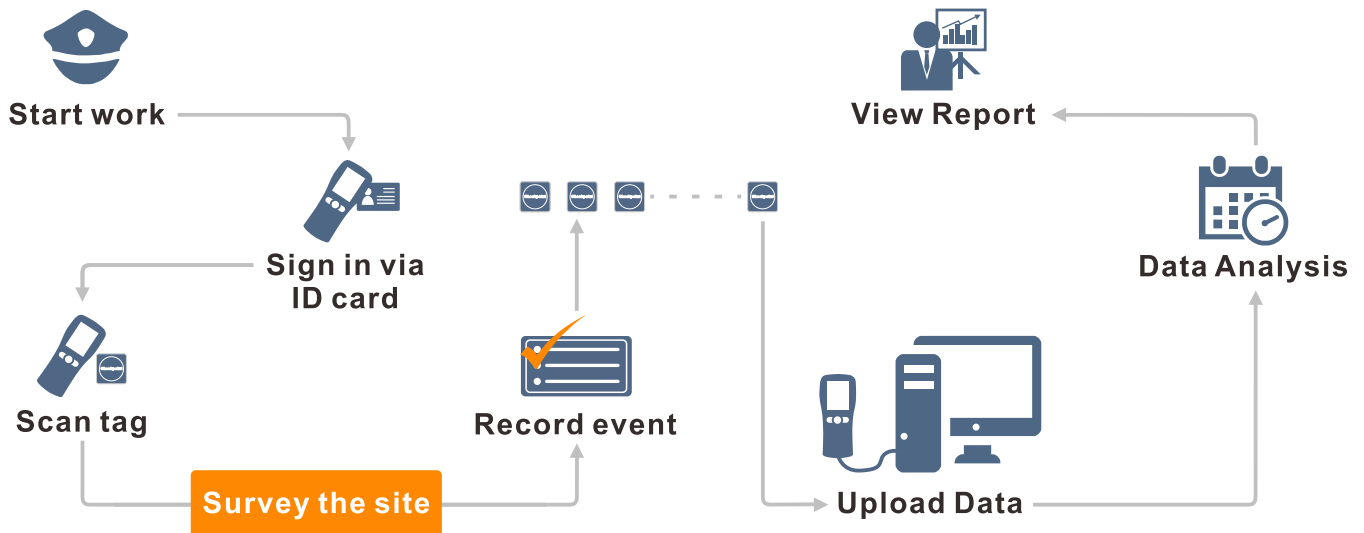 Start work
Sign in via
ID card
Scan tag
Survey the site
Record event
Upload Data
Data Analysis
View Report